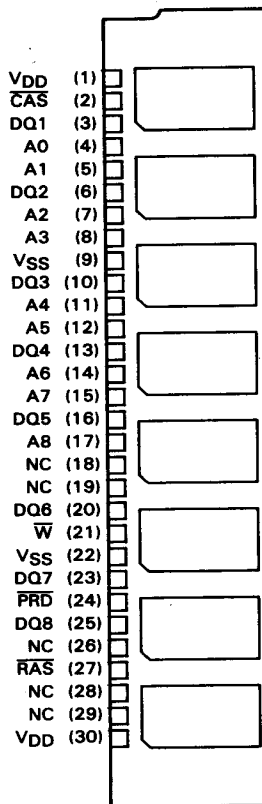 VDD (1)
CAS (2)
DQ1 (3)
A0 (4)
A1 (5)
DQ2 (6)
A2 (7)
A3 (8)
VSS (9)
DQ3 (10)
A4 (11)
A5 (12)
DQ4 (13)
A6 (14)
A7 (15)
DQ5 (16)
A8 (17)
NC (18)
NC (19)
DQ6 (20)
W (21)
VSS (22)
DQ7 (23)
PRD (24)
DQ8 (25)
NC (26)
RAS (27)
NC (28)
NC (29)
VDD (30)